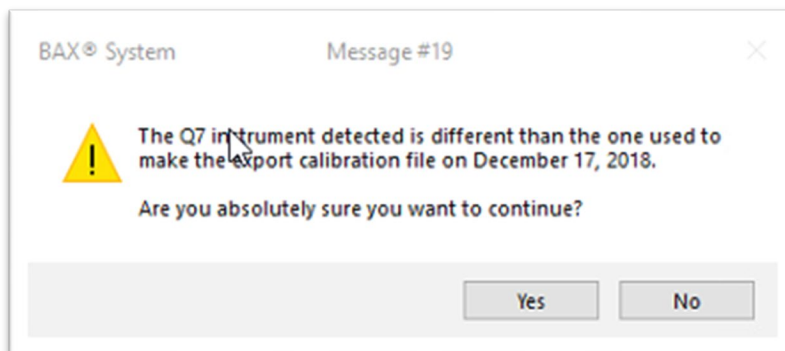 BAX® System Message #19
The Q7 instrument detected is different than the one used to
make the export calibration file on December 17, 2018.
Are you absolutely sure you want to continue?
Yes No